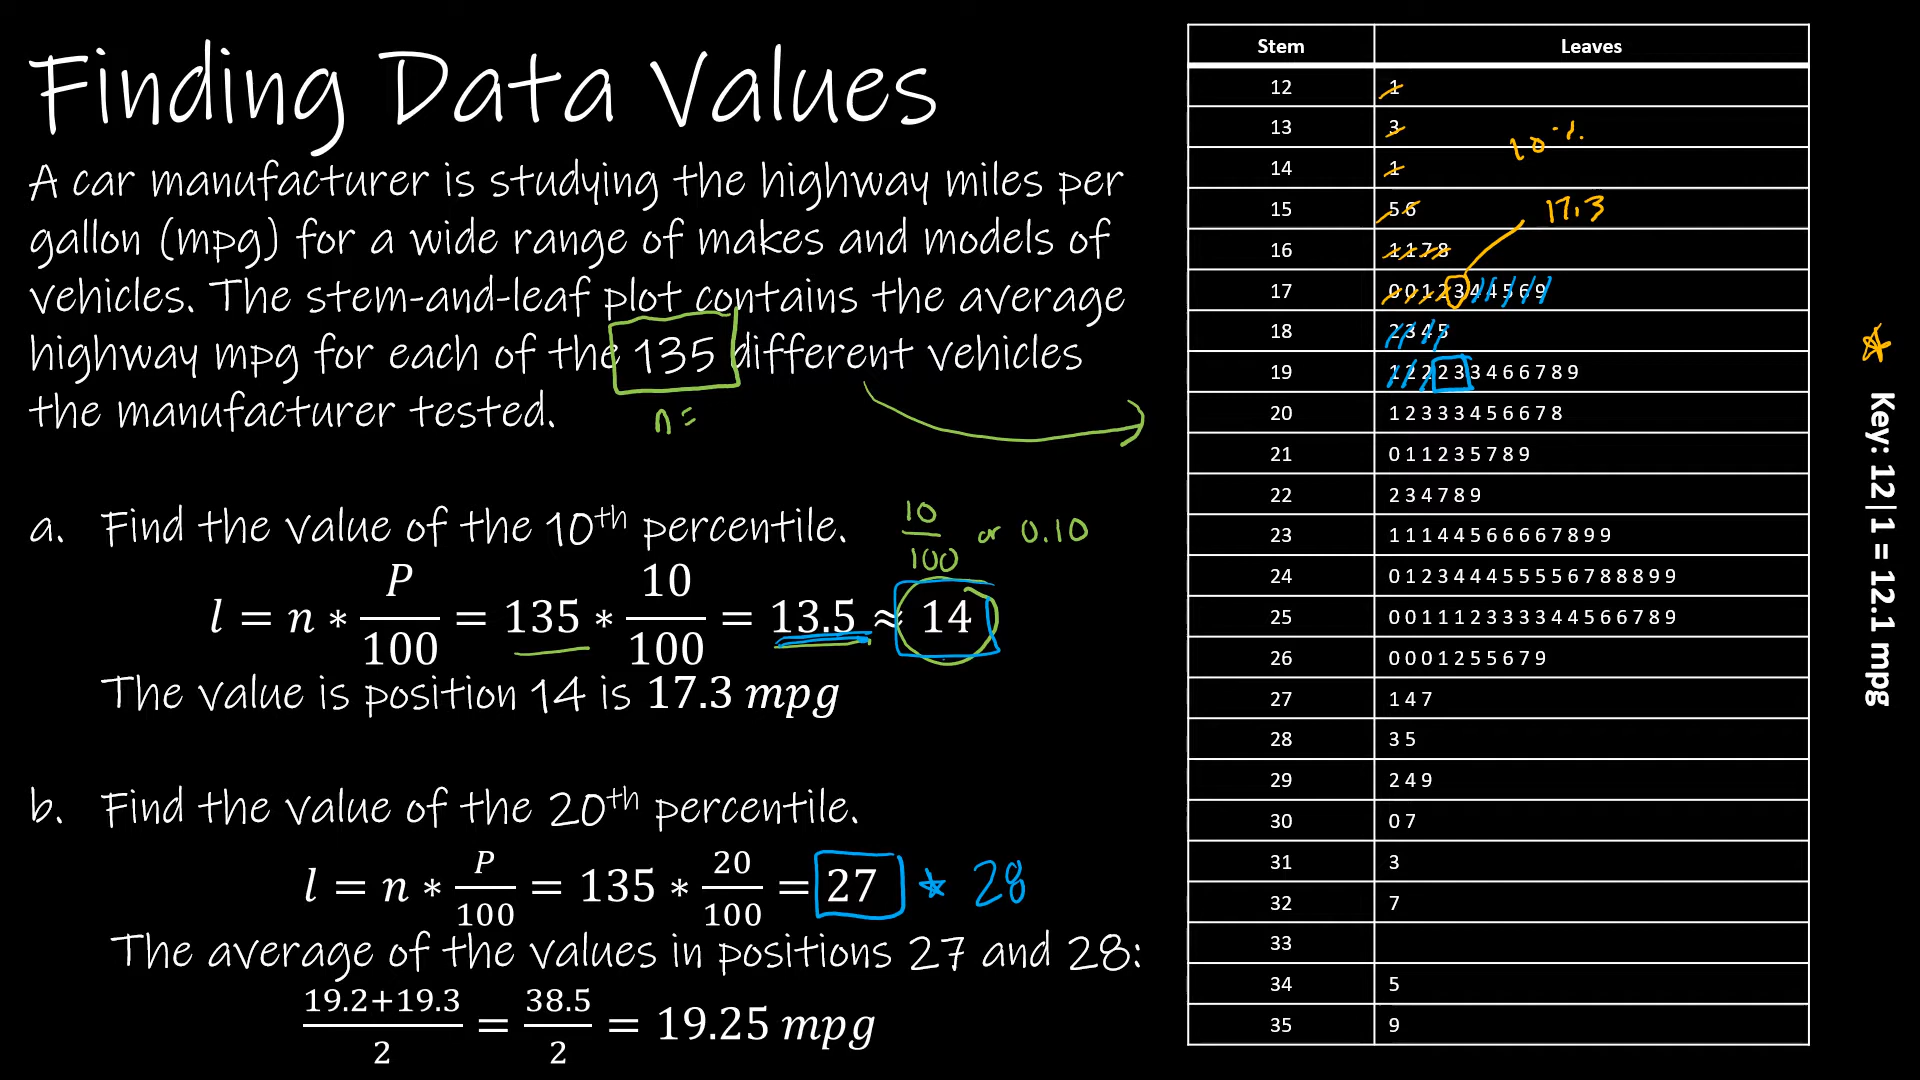 Finding Data Values
A car manufacturer is studying the highway miles per
gallon (mpg) for a wide range of makes and models of
vehicles. The stem-and-leaf plot contains the average
highway mpg for each of the 135 different vehicles
the manufacturer tested.
n =
a. Find the value of the 10th percentile.
10/100 or 0.10
l = n * P/100 = 135 * 10/100 = 13.5 ≈ 14
The value is position 14 is 17.3 mpg
b. Find the value of the 20th percentile.
l = n * P/100 = 135 * 20/100 = 27 * 28
The average of the values in positions 27 and 28:
19.2+19.3/2 = 38.5/2 = 19.25 mpg
Stem Leaves
12 1
13 3
10%
14 1
15 5 6
17.3
16 1 1 7 8
17 0 0 1 2 3 4 4 5 6 9
18 2 3 4 5
19 1 2 2 2 3 3 4 6 6 7 8 9
20 1 2 3 3 3 4 5 6 6 7 8
21 0 1 1 2 3 5 7 8 9
22 2 3 4 7 8 9
23 1 1 1 4 4 5 6 6 6 6 7 8 9 9
24 0 1 2 3 4 4 4 5 5 5 5 6 7 8 8 8 9 9
25 0 0 1 1 1 2 3 3 3 3 4 4 5 6 6 7 8 9
26 0 0 0 1 2 5 5 6 7 9
27 1 4 7
28 3 5
29 2 4 9
30 0 7
31 3
32 7
33
34 5
35 9
Key: 12|1 = 12.1 mpg